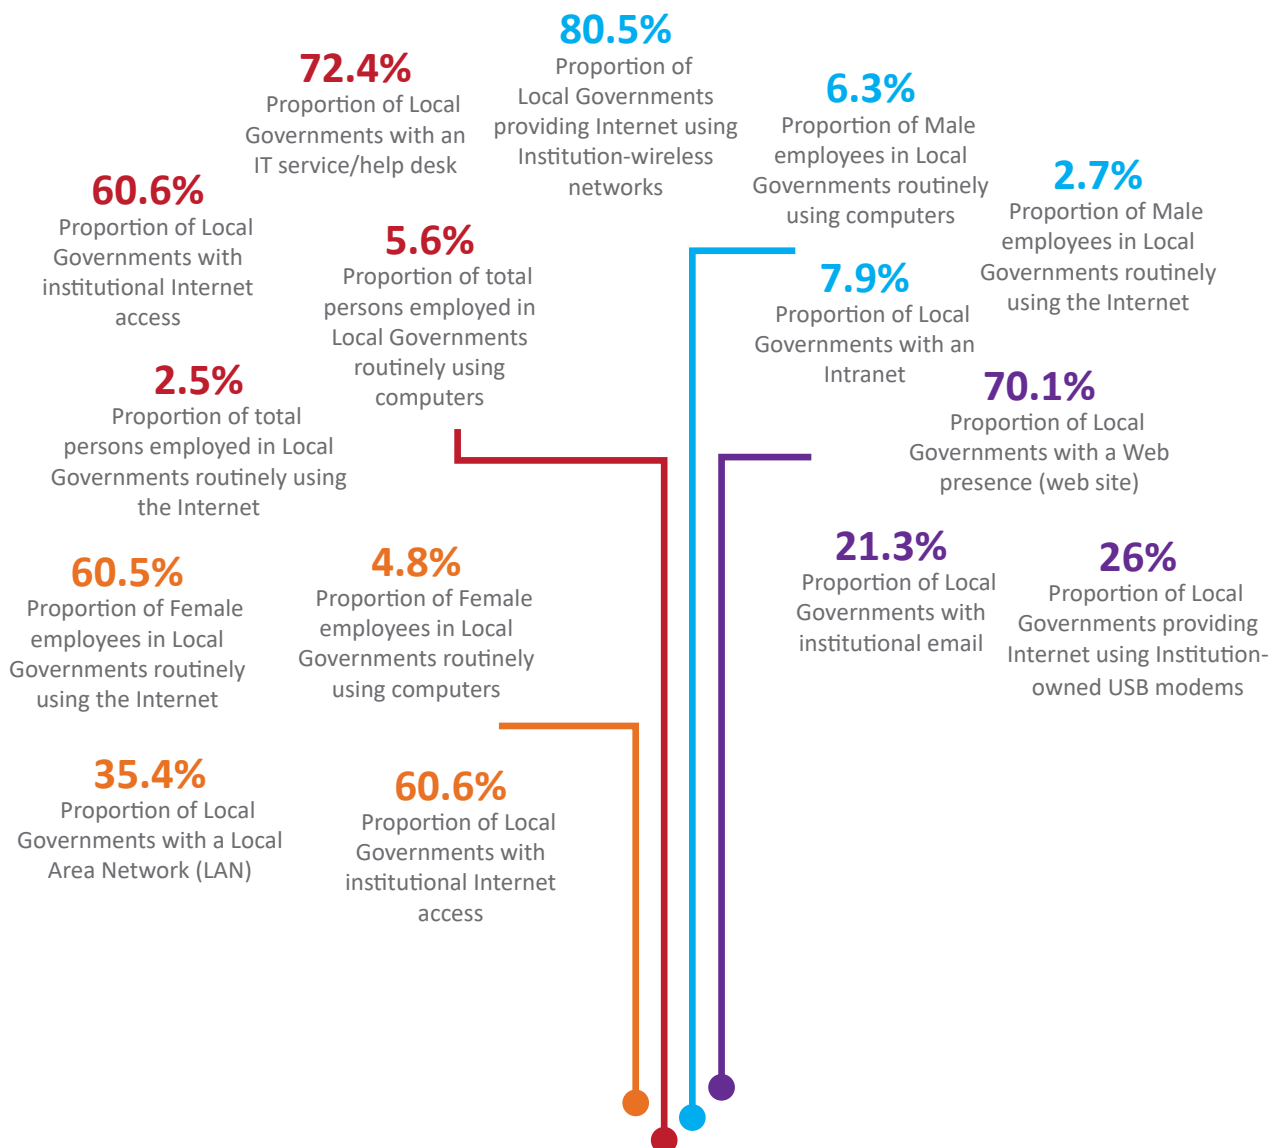 80.5%
Proportion of
Local Governments
providing Internet using
Institution-wireless
networks
72.4%
Proportion of Local
Governments with an
IT service/help desk
6.3%
Proportion of Male
employees in Local
Governments routinely
using computers
60.6%
Proportion of Local
Governments with
institutional Internet
access
2.7%
Proportion of Male
employees in Local
Governments routinely
using the Internet
5.6%
Proportion of total
persons employed in
Local Governments
routinely using
computers
7.9%
Proportion of Local
Governments with an
Intranet
2.5%
Proportion of total
persons employed in Local
Governments routinely using
the Internet
70.1%
Proportion of Local
Governments with a Web
presence (web site)
60.5%
Proportion of Female
employees in Local
Governments routinely
using the Internet
4.8%
Proportion of Female
employees in Local
Governments routinely
using computers
21.3%
Proportion of Local
Governments with
institutional email
26%
Proportion of Local
Governments providing
Internet using Institution-
owned USB modems
35.4%
Proportion of Local
Governments with a Local
Area Network (LAN)
60.6%
Proportion of Local
Governments with
institutional Internet
access